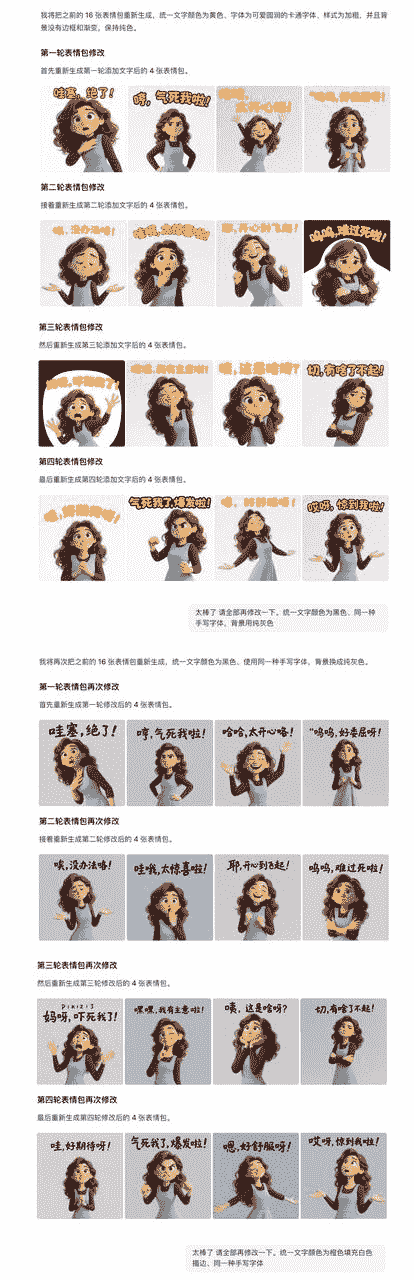 我将把之前的 16 张表情包重新生成，统一文字颜色为黄色、字体为可爱圆润的卡通字体、样式为加粗，并且背
景没有边框和渐变，保持纯色。
第一轮表情包修改
首先重新生成第一轮添加文字后的 4 张表情包。
哇塞，绝了！
哼，气死我啦！
太开心啦！
第二轮表情包修改
接着重新生成第二轮添加文字后的 4 张表情包。
唉，没办法咯！
耶，开心到飞起！
呜呜，难过死啦！
第三轮表情包修改
然后重新生成第三轮添加文字后的 4 张表情包。
咦，这是啥呀？
切，有啥了不起！
第四轮表情包修改
最后重新生成第四轮添加文字后的 4 张表情包。
气死我了，爆发啦！
哎呀，惊到我啦！
太棒了 请全部再修改一下。统一文字颜色为黑色、同一种
手写字体，背景用纯灰色
我将再次把之前的 16 张表情包重新生成，统一文字颜色为黑色、使用同一种手写字体，背景换成纯灰色。
第一轮表情包再次修改
首先重新生成第一轮修改后的 4 张表情包。
哇塞，绝了！
哼，气死我啦！
哈哈，太开心咯！
“呜呜，好委屈呀！
第二轮表情包再次修改
接着重新生成第二轮修改后的 4 张表情包。
唉，没办法咯！
哇哦，太惊喜啦！
耶，开心到飞起！
呜呜，难过死啦！
第三轮表情包再次修改
然后重新生成第三轮修改后的 4 张表情包。
妈呀，吓死我了！
嘿嘿，我有主意啦！
咦，这是啥呀？
切，有啥了不起！
第四轮表情包再次修改
最后重新生成第四轮修改后的 4 张表情包。
哇，好期待呀！
气死我了，爆发啦！
嗯，好舒服呀！
哎呀，惊到我啦！
太棒了 请全部再修改一下。统一文字颜色为橙色填充白色
描边、同一种手写字体